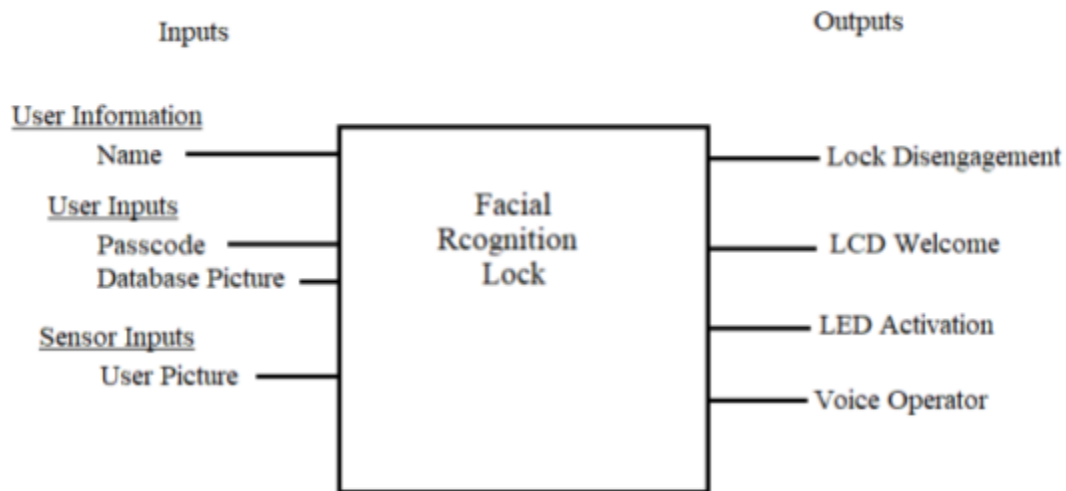 Inputs
Outputs
User Information
Name
User Inputs
Passcode
Database Picture
Sensor Inputs
User Picture
Facial
Rcognition
Lock
Lock Disengagement
LCD Welcome
LED Activation
Voice Operator